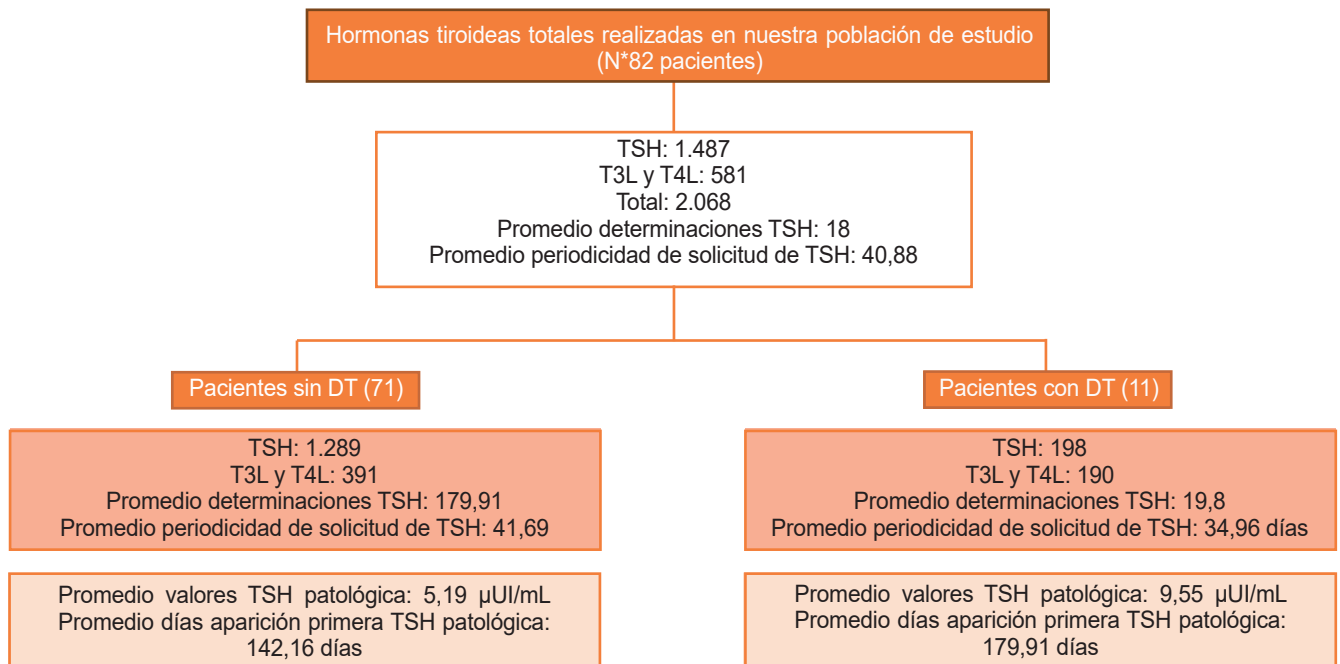 Hormonas tiroideas totales realizadas en nuestra población de estudio
(N*82 pacientes)
TSH: 1.487
T3L y T4L: 581
Total: 2.068
Promedio determinaciones TSH: 18
Promedio periodicidad de solicitud de TSH: 40,88
Pacientes sin DT (71)
TSH: 1.289
T3L y T4L: 391
Promedio determinaciones TSH: 179,91
Promedio periodicidad de solicitud de TSH: 41,69
Promedio valores TSH patológica: 5,19 µUI/mL
Promedio días aparición primera TSH patológica:
142,16 días
Pacientes con DT (11)
TSH: 198
T3L y T4L: 190
Promedio determinaciones TSH: 19,8
Promedio periodicidad de solicitud de TSH: 34,96 días
Promedio valores TSH patológica: 9,55 µUI/mL
Promedio días aparición primera TSH patológica:
179,91 días